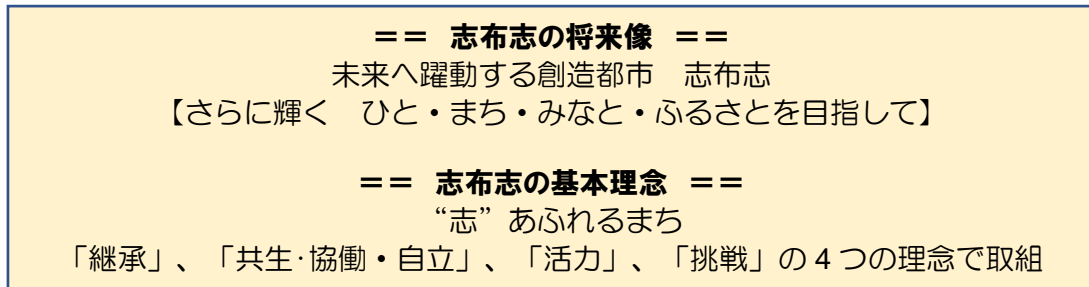 == 志布志の将来像 ==
未来へ躍動する創造都市 志布志
【さらに輝く ひと・まち・みなと・ふるさとを目指して】
== 志布志の基本理念 ==
“志”あふれるまち
「継承」、「共生・協働・自立」、「活力」、「挑戦」の4つの理念で取組